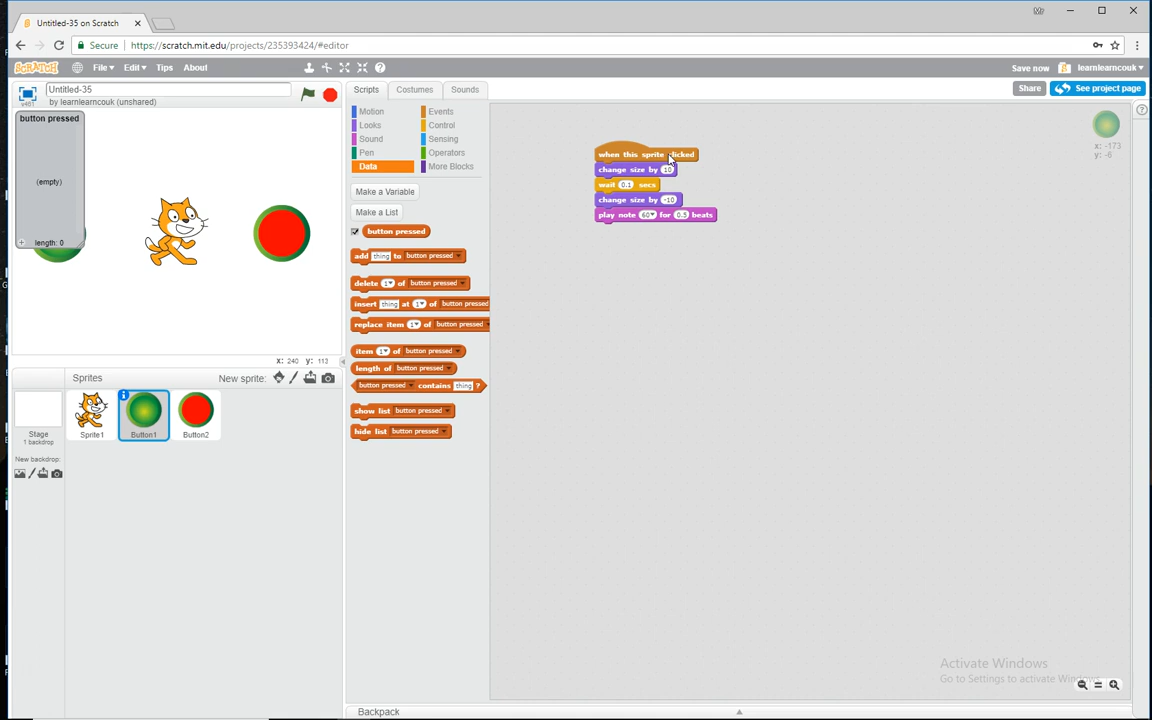 Untitled-35 on Scratch
Secure https://scratch.mit.edu/projects/235393424/#editor
SCRATCH File Edit Tips About Save now learnlearncouk
Untitled-35
v461 by learnlearncouk (unshared)
Scripts Costumes Sounds
Share See project page
button pressed
(empty)
length: 0
x: 240 y: 112
Motion Events
Looks Control
Sound Sensing
Pen Operators
Data More Blocks
Make a Variable
Make a List
button pressed
add thing to button pressed
delete 1 of button pressed
insert thing at 1 of button pressed
replace item 1 of button pressed
item 1 of button pressed
length of button pressed
button pressed contains thing ?
show list button pressed
hide list button pressed
when this sprite clicked
change size by 10
wait 0.1 secs
change size by -10
play note 60 for 0.5 beats
x: -173
y: -6
Sprites New sprite:
Stage
1 backdrop
New backdrop:
Sprite1 Button1 Button2
Activate Windows
Go to Settings to activate Windows.
Backpack